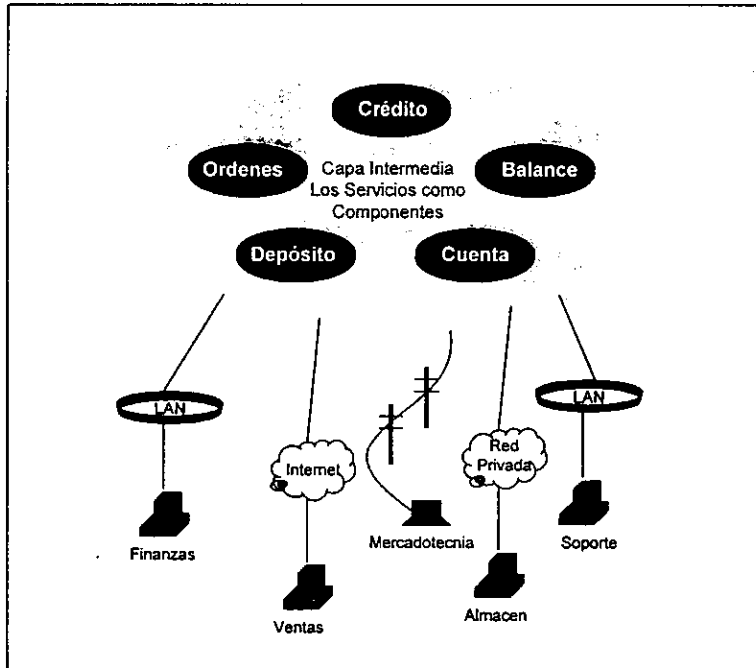 Crédito
Ordenes
Capa Intermedia
Los Servicios como
Componentes
Balance
Depósito
Cuenta
LAN
LAN
Internet
Red
Privada
Finanzas
Mercadotecnia
Soporte
Ventas
Almacen